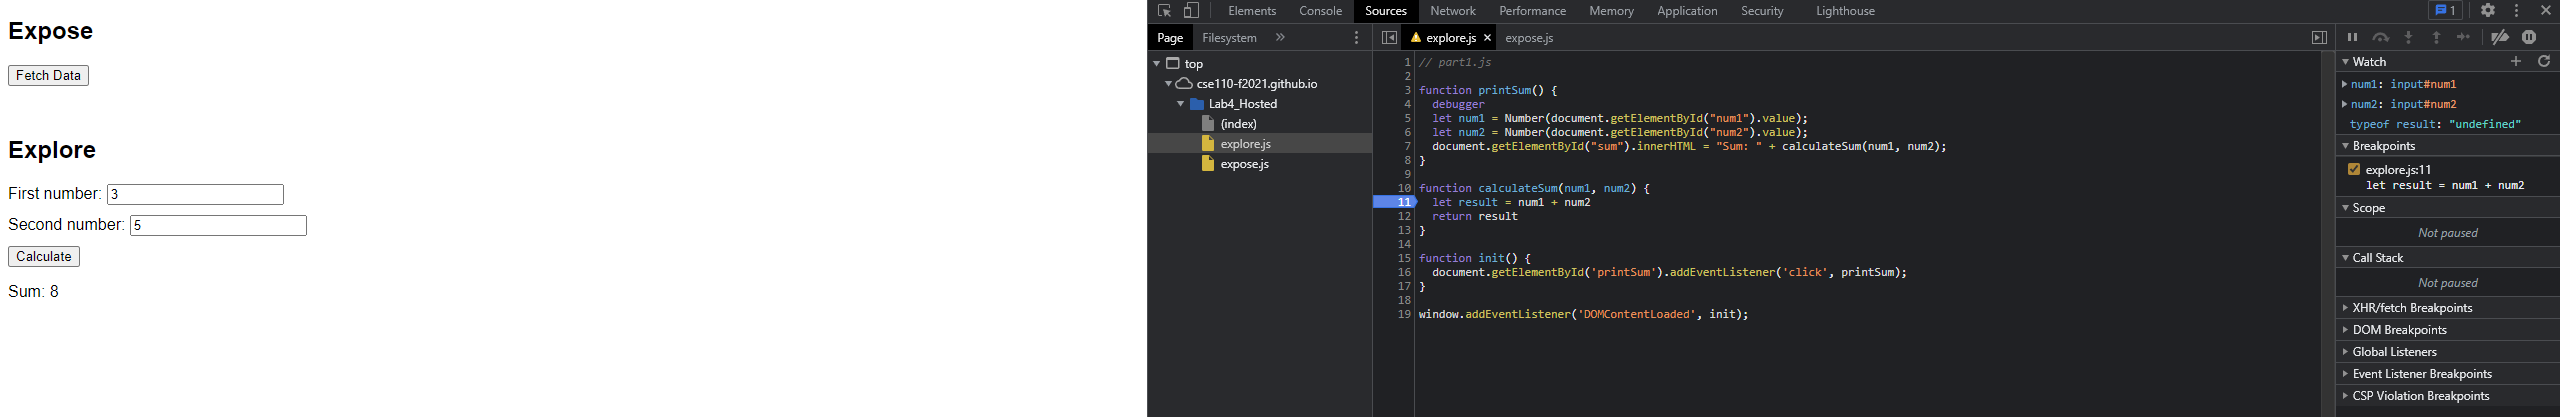 Expose
Fetch Data
Explore
First number: 3
Second number: 5
Calculate
Sum: 8
Elements Console Sources Network Performance Memory Application Security Lighthouse 1
Page Filesystem
top
cse110-f2021.github.io
Lab4_Hosted
(index)
explore.js
expose.js
explore.js expose.js
1 // part1.js
2
3 function printSum() {
4 debugger
5 let num1 = Number(document.getElementById("num1").value);
6 let num2 = Number(document.getElementById("num2").value);
7 document.getElementById("sum").innerHTML = "Sum: " + calculateSum(num1, num2);
8 }
9
10 function calculateSum(num1, num2) {
11 let result = num1 + num2
12 return result
13 }
14
15 function init() {
16 document.getElementById('printSum').addEventListener('click', printSum);
17 }
18
19 window.addEventListener('DOMContentLoaded', init);
Watch
num1: input#num1
num2: input#num2
typeof result: "undefined"
Breakpoints
explore.js:11
let result = num1 + num2
Scope
Not paused
Call Stack
Not paused
XHR/fetch Breakpoints
DOM Breakpoints
Global Listeners
Event Listener Breakpoints
CSP Violation Breakpoints